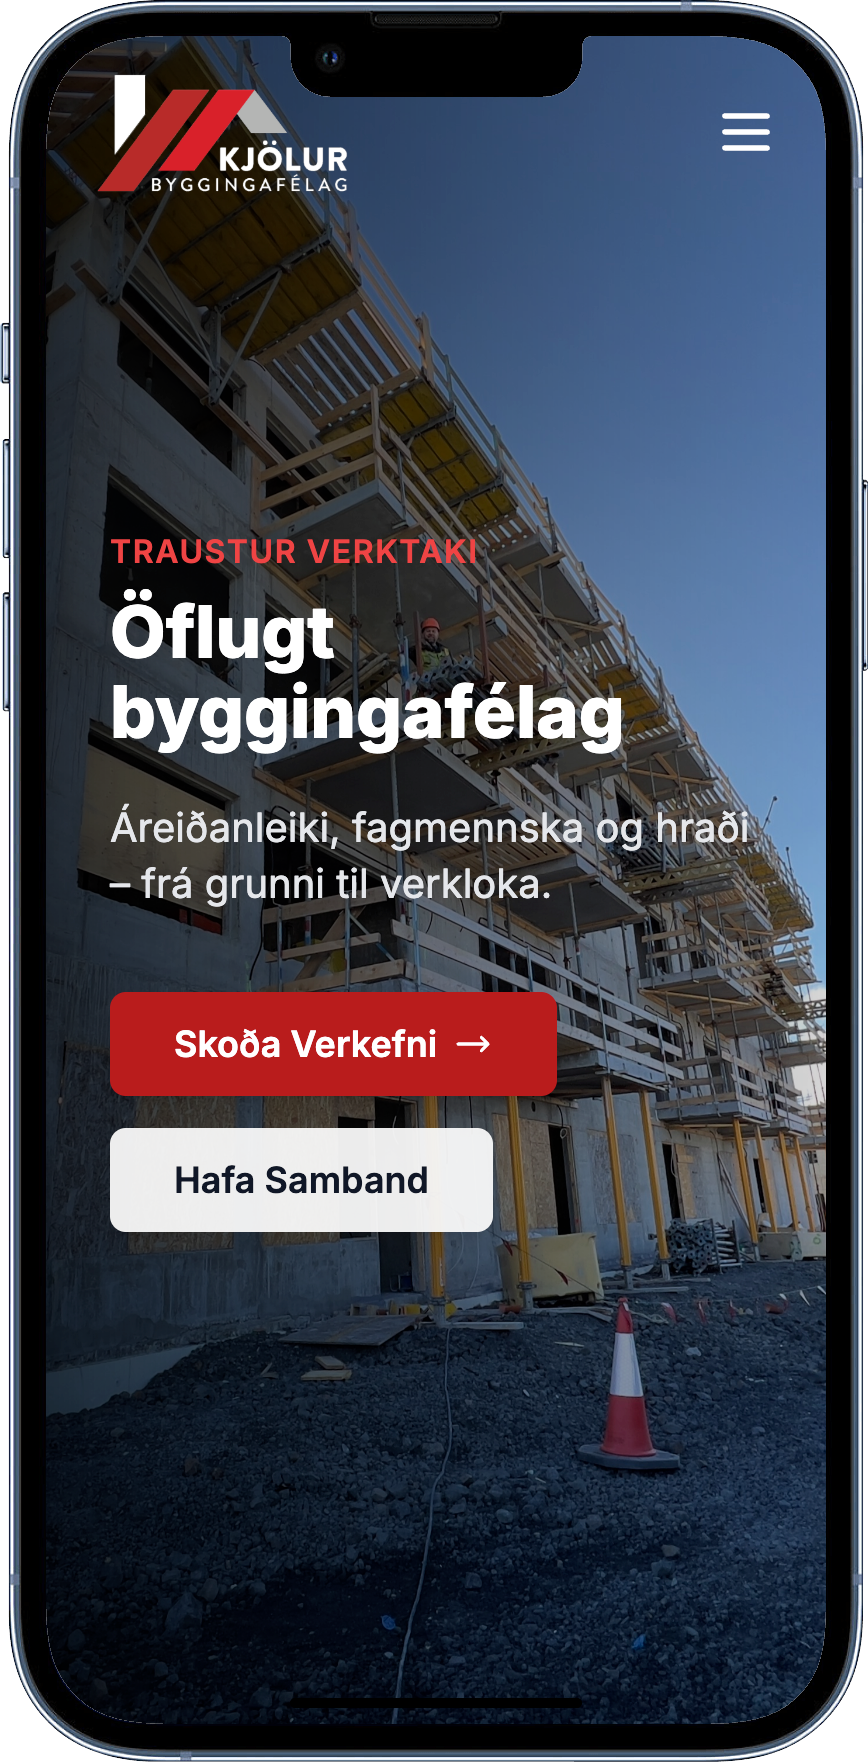 KJÖLUR
BYGGINGAFÉLAG
TRAUSTUR VERKTAKI
Öflugt
byggingafélag
Áreiðanleiki, fagmennska og hraði
– frá grunni til verkloka.
Skoða Verkefni →
Hafa Samband